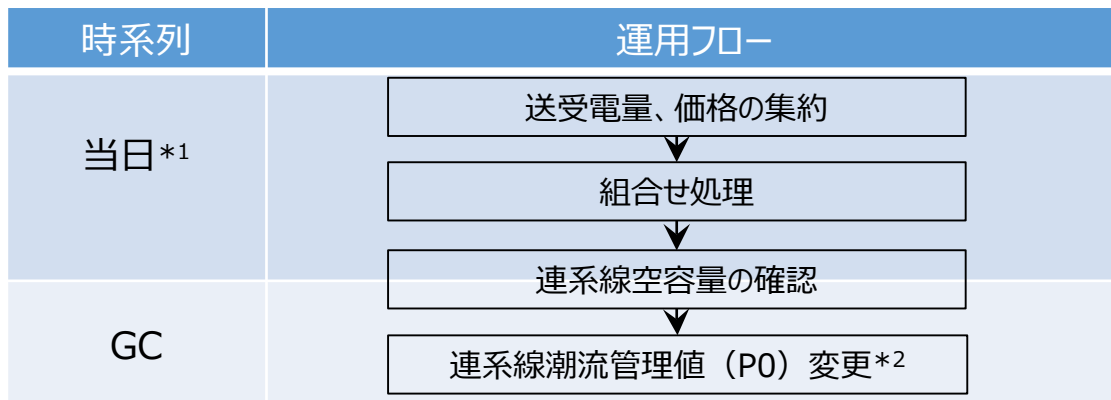 時系列
運用フロー
当日*1
送受電量、価格の集約
組合せ処理
連系線空容量の確認
GC
連系線潮流管理値（P0）変更*2